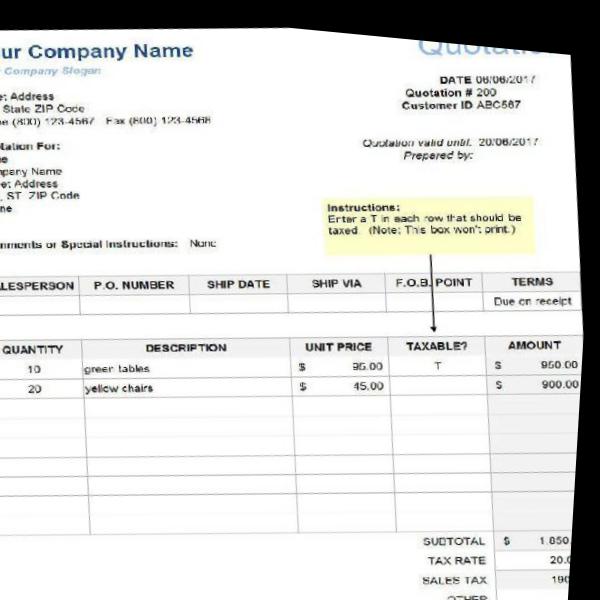 ur Company Name
Company Slogan
Address
State ZIP Code
(800) 123-4567 Fax (800) 123-4568
For:
Company Name
Address
, ST ZIP Code
or Special Instructions: None
Quotatio
DATE 06/06/2017
Quotation # 200
Customer ID ABC567
Quotation valid until: 20/06/2017
Prepared by:
Instructions:
Enter a T in each row that should be
taxed. (Note: This box won't print.)
LESPERSON P.O. NUMBER SHIP DATE SHIP VIA F.O.B. POINT TERMS
Due on receipt
QUANTITY DESCRIPTION UNIT PRICE TAXABLE? AMOUNT
10 green tables $ 95.00 T $ 950.00
20 yellow chairs $ 45.00 $ 900.00
SUBTOTAL $ 1.850.
TAX RATE 20.
SALES TAX 190
OTHER